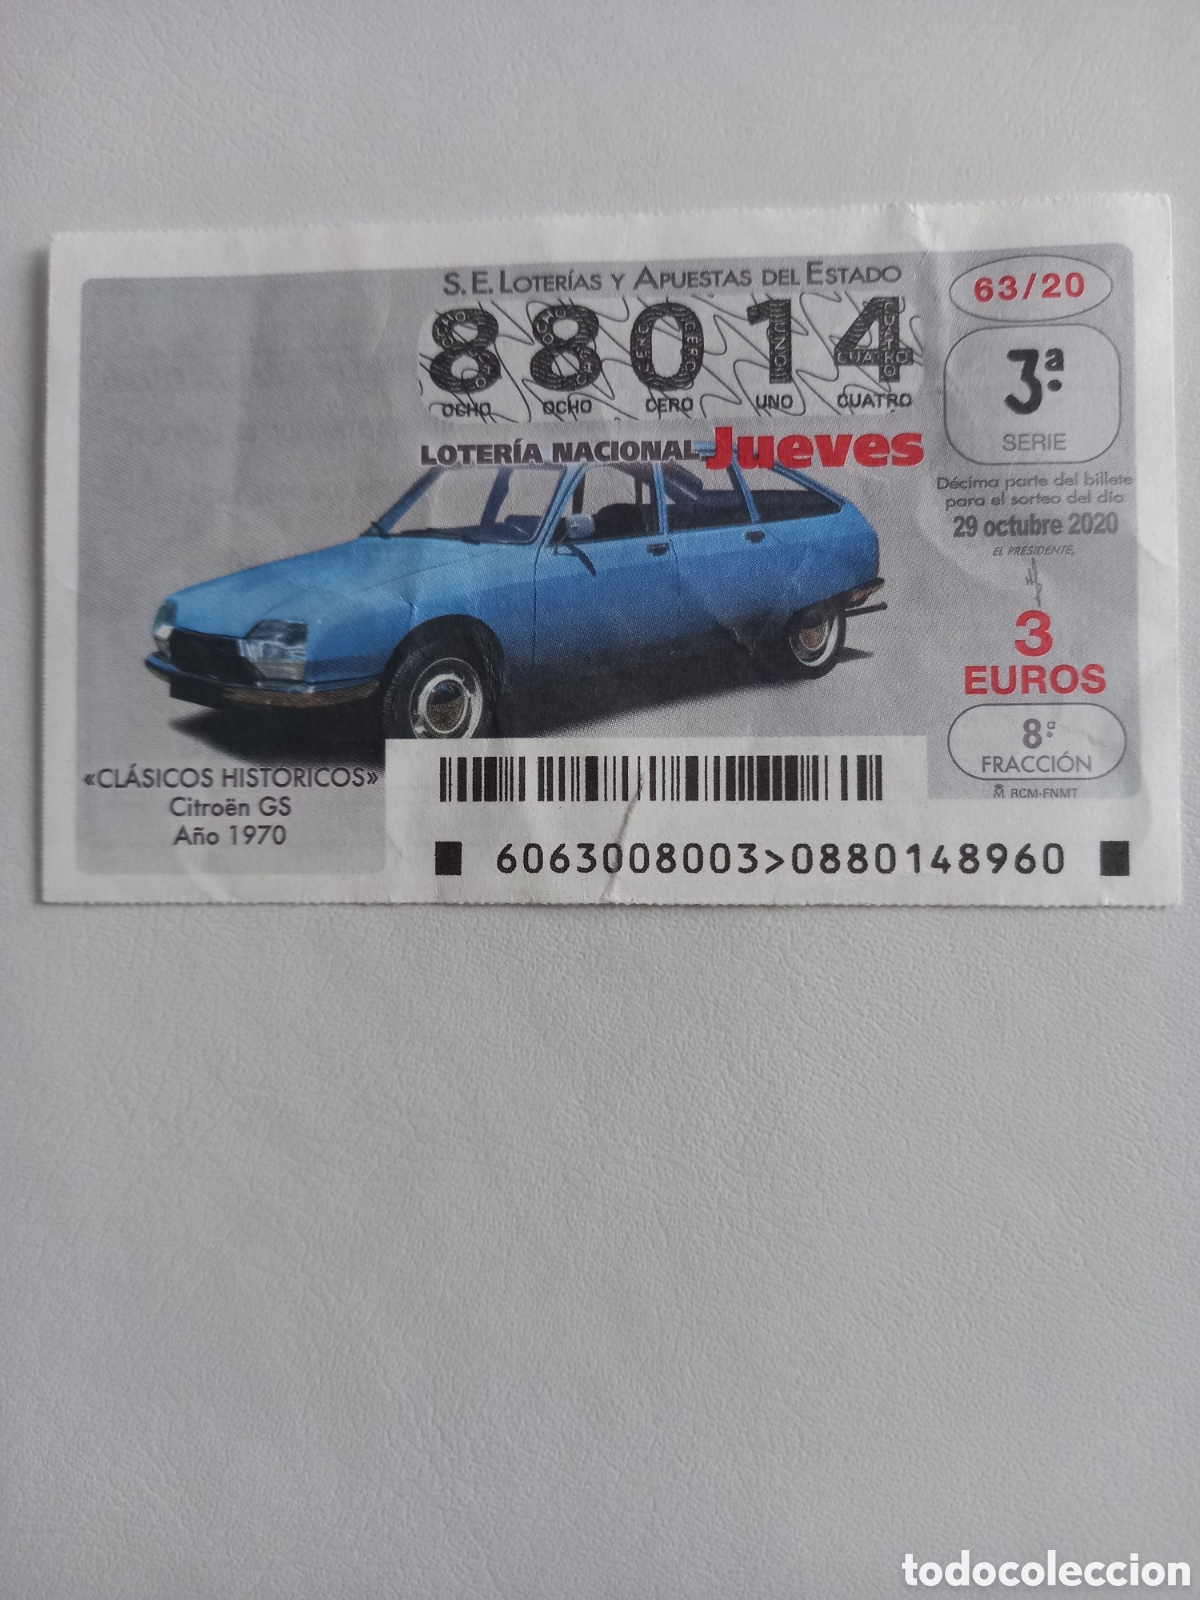 S.E. LOTERÍAS Y APUESTAS DEL ESTADO
63/20
88014
OCHO OCHO CERO UNO CUATRO
3ª
SERIE
LOTERÍA NACIONAL Jueves
Décima parte del billete
para el sorteo del día
29 octubre 2020
EL PRESIDENTE,
3
EUROS
8ª
FRACCIÓN
RCM-FNMT
«CLÁSICOS HISTÓRICOS»
Citroën GS
Año 1970
6063008003>0880148960
todocoleccion